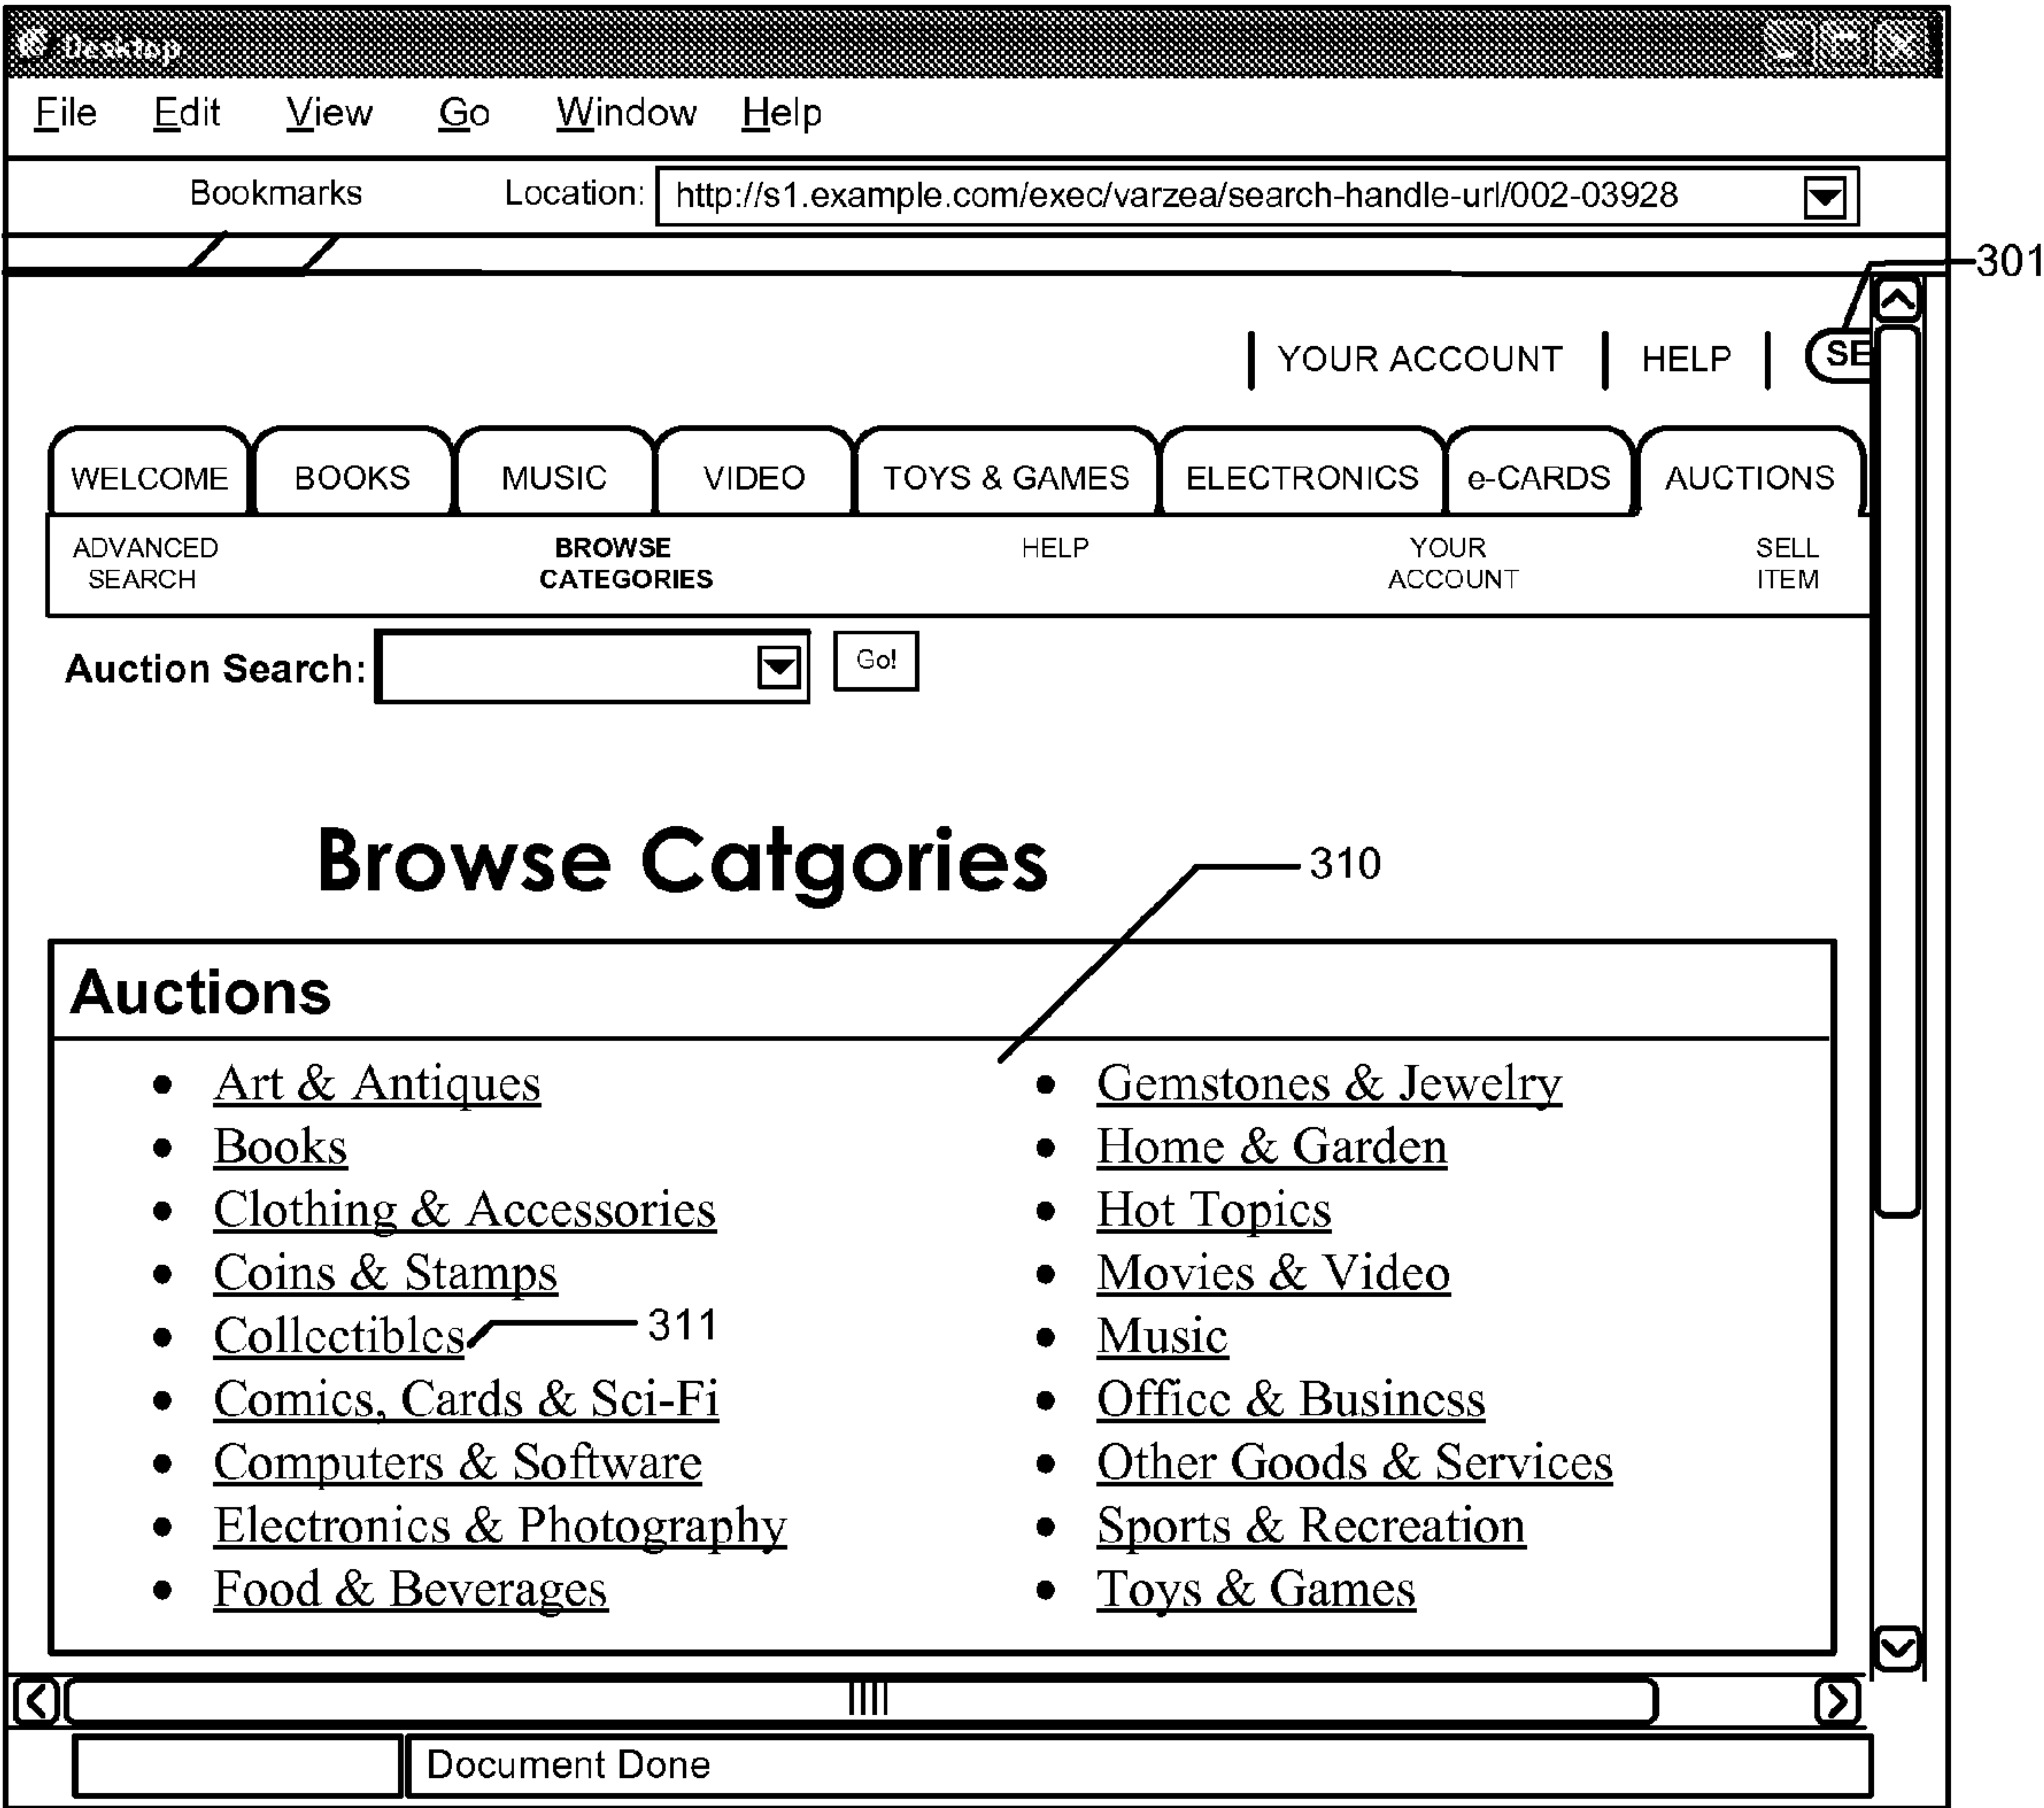 Desktop
File Edit View Go Window Help
Bookmarks Location: http://s1.example.com/exec/varzea/search-handle-url/002-03928
301
YOUR ACCOUNT HELP SE
WELCOME BOOKS MUSIC VIDEO TOYS & GAMES ELECTRONICS e-CARDS AUCTIONS
ADVANCED SEARCH BROWSE CATEGORIES HELP YOUR ACCOUNT SELL ITEM
Auction Search: Go!
Browse Catgories
310
Auctions
• Art & Antiques
• Books
• Clothing & Accessories
• Coins & Stamps
• Collectibles 311
• Comics, Cards & Sci-Fi
• Computers & Software
• Electronics & Photography
• Food & Beverages
• Gemstones & Jewelry
• Home & Garden
• Hot Topics
• Movies & Video
• Music
• Office & Business
• Other Goods & Services
• Sports & Recreation
• Toys & Games
Document Done